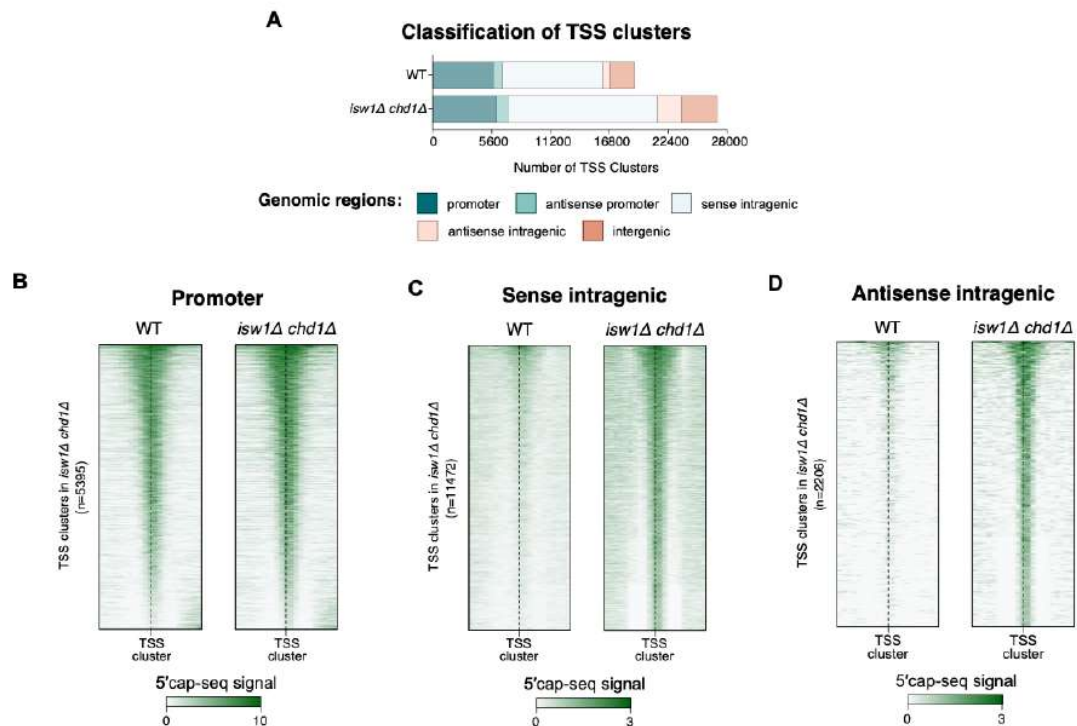 A
Classification of TSS clusters
WT
isw1Δ chd1Δ
0 5600 11200 16800 22400 28000
Number of TSS Clusters
Genomic regions: promoter antisense promoter sense intragenic
antisense intragenic intergenic
B
Promoter
WT isw1Δ chd1Δ
TSS clusters in isw1Δ chd1Δ
(n=5395)
TSS
cluster
TSS
cluster
5'cap-seq signal
0 10
C
Sense intragenic
WT isw1Δ chd1Δ
TSS clusters in isw1Δ chd1Δ
(n=11472)
TSS
cluster
TSS
cluster
5'cap-seq signal
0 3
D
Antisense intragenic
WT isw1Δ chd1Δ
TSS clusters in isw1Δ chd1Δ
(n=2206)
TSS
cluster
TSS
cluster
5'cap-seq signal
0 3